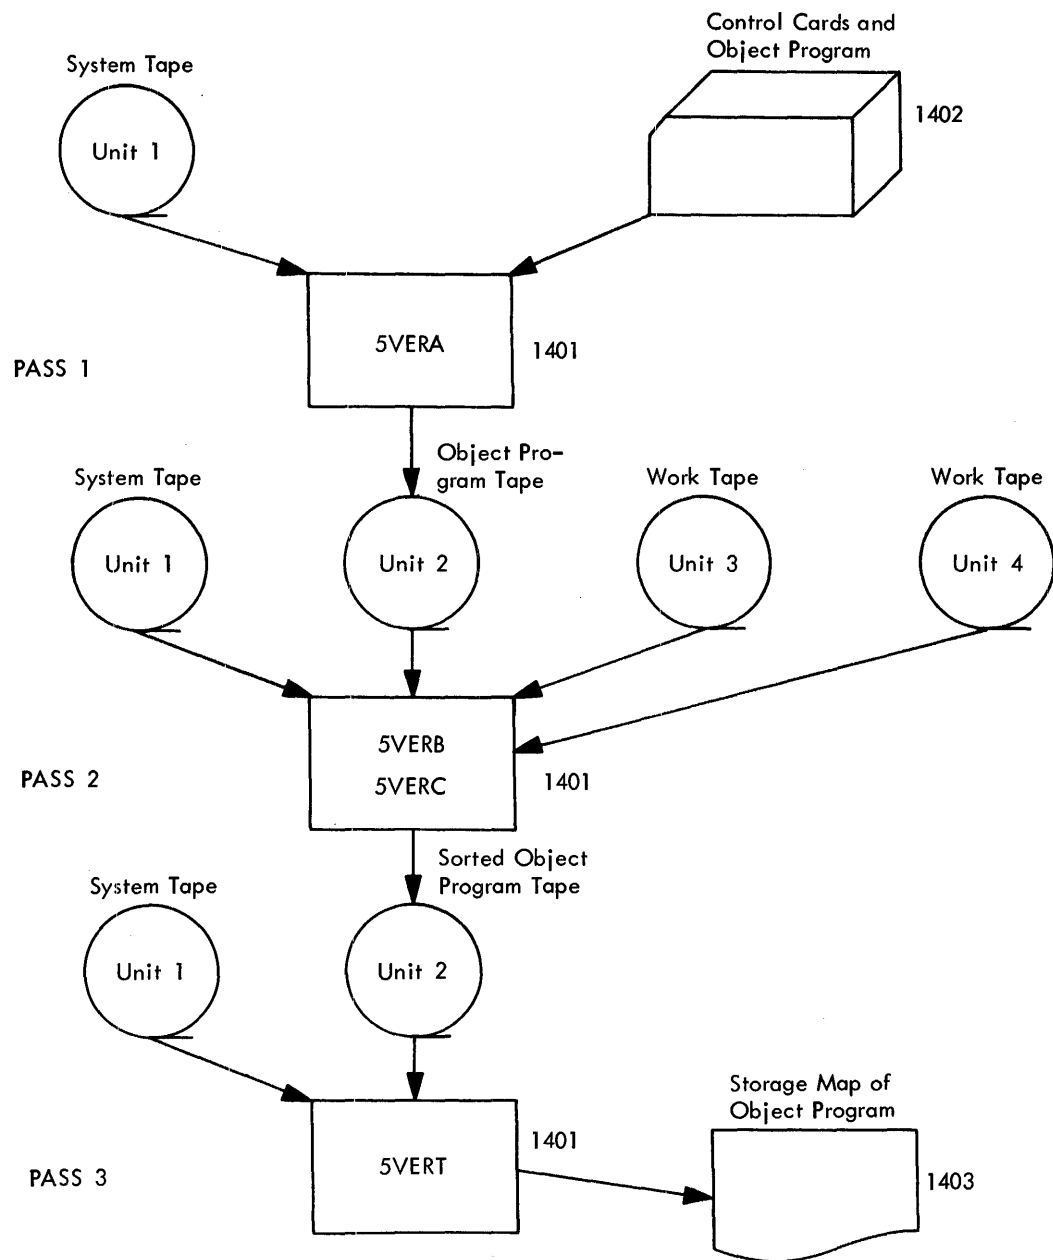 Control Cards and
Object Program
System Tape
1402
Unit 1
5VERA
1401
PASS 1
Object Pro-
gram Tape
System Tape
Work Tape
Work Tape
Unit 1
Unit 2
Unit 3
Unit 4
5VERB
5VERC
1401
PASS 2
Sorted Object
Program Tape
System Tape
Unit 1
Unit 2
Storage Map of
Object Program
1401
5VERT
PASS 3
1403